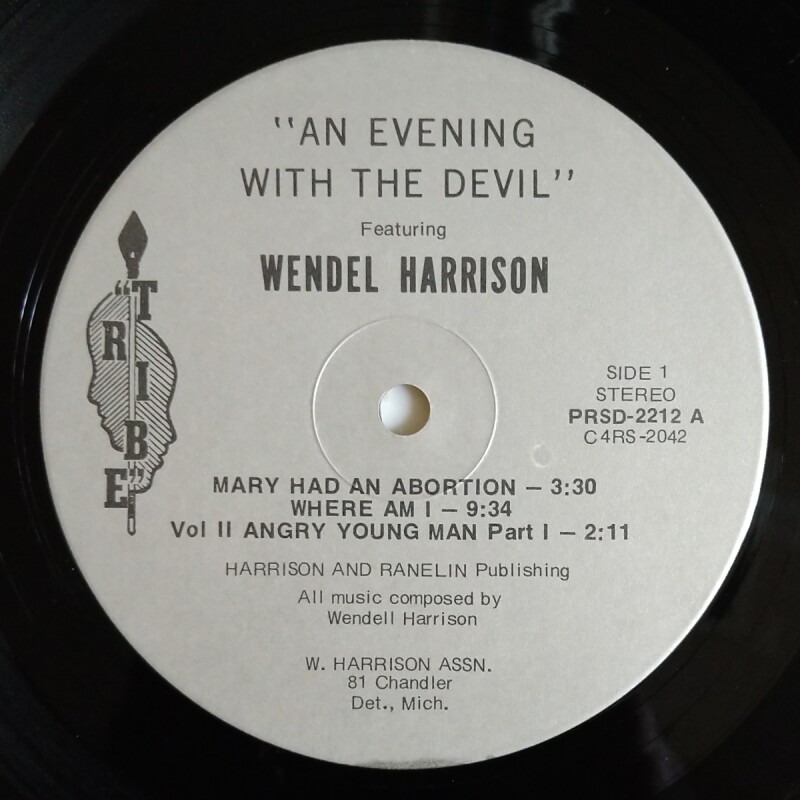 "AN EVENING
WITH THE DEVIL"
Featuring
WENDEL HARRISON
"TRIBE"
SIDE 1
STEREO
PRSD-2212 A
C4RS-2042
MARY HAD AN ABORTION — 3:30
WHERE AM I — 9:34
Vol II ANGRY YOUNG MAN Part I — 2:11
HARRISON AND RANELIN Publishing
All music composed by
Wendell Harrison
W. HARRISON ASSN.
81 Chandler
Det., Mich.